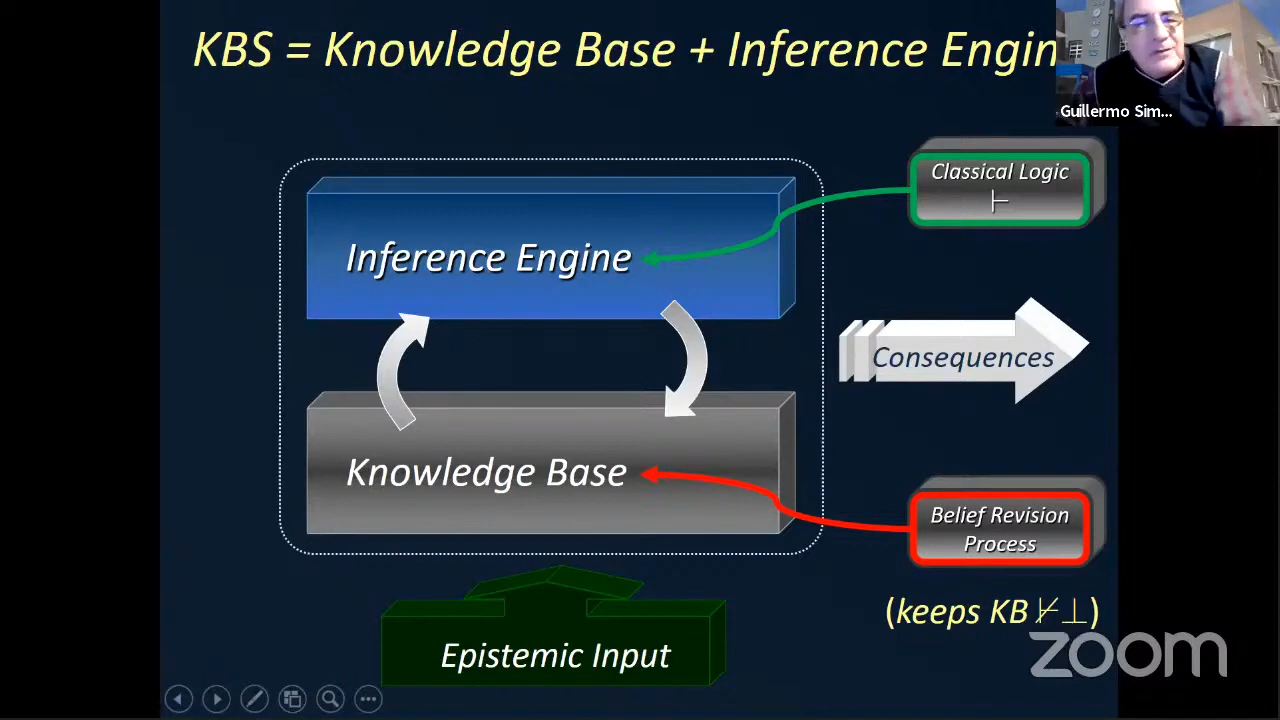 KBS = Knowledge Base + Inference Engin
Guillermo Sim...
Classical Logic
⊢
Inference Engine
Consequences
Knowledge Base
Belief Revision
Process
(keeps KB ⊬⊥)
Epistemic Input
zoom